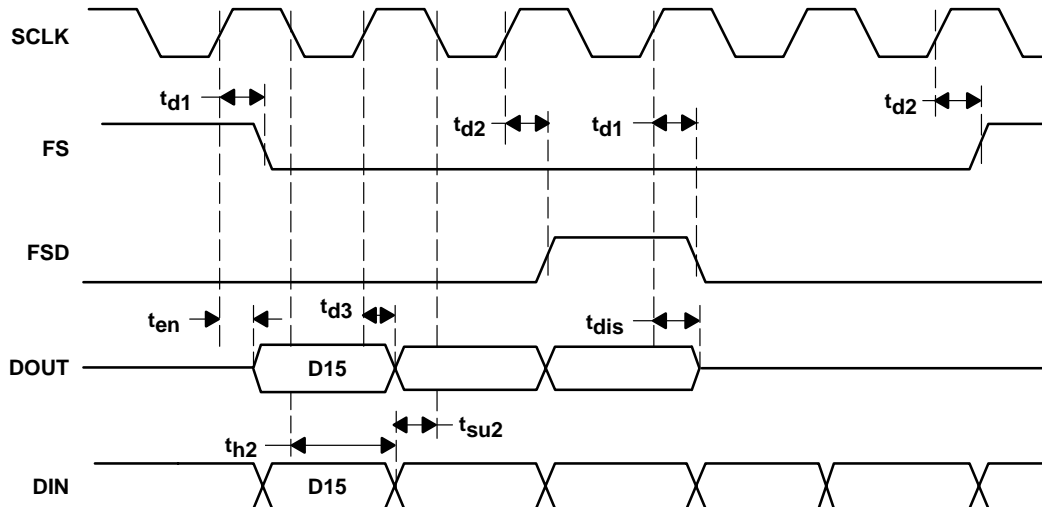 SCLK
td1
td2
td1
td2
FS
FSD
ten
td3
tdis
DOUT
D15
th2
tsu2
DIN
D15